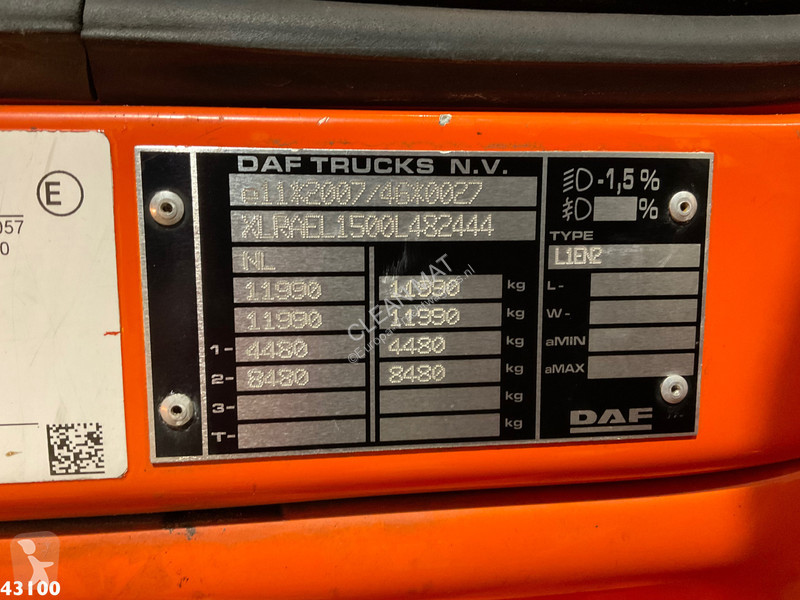 E
057
0
DAF TRUCKS N.V.
e11*2007/46*0027
XLRAEL1500L482444
NL
11990 11990 kg
11990 11990 kg
1- 4480 4480 kg
2- 8480 8480 kg
3- kg
T- kg
-1,5 %
%
TYPE
L1EN2
L-
W-
aMIN
aMAX
DAF
CLEAN MAT
43100